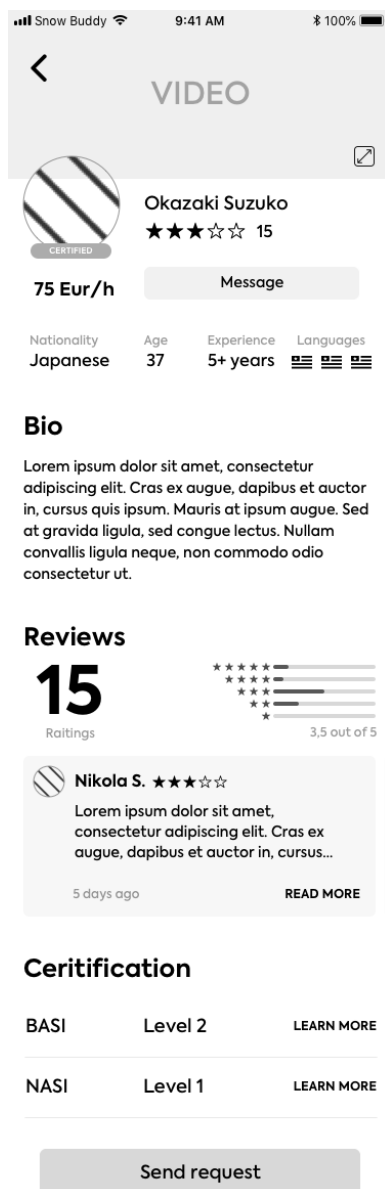 Snow Buddy 9:41 AM 100%
VIDEO
Okazaki Suzuko
★★★☆☆ 15
CERTIFIED
75 Eur/h
Message
Nationality Age Experience Languages
Japanese 37 5+ years
Bio
Lorem ipsum dolor sit amet, consectetur
adipiscing elit. Cras ex augue, dapibus et auctor
in, cursus quis ipsum. Mauris at ipsum augue. Sed
at gravida ligula, sed congue lectus. Nullam
convallis ligula neque, non commodo odio
consectetur ut.
Reviews
15
Raitings
★★★★★
★★★★
★★★
★★
★
3,5 out of 5
Nikola S. ★★★☆☆
Lorem ipsum dolor sit amet,
consectetur adipiscing elit. Cras ex
augue, dapibus et auctor in, cursus...
5 days ago READ MORE
Ceritification
BASI Level 2 LEARN MORE
NASI Level 1 LEARN MORE
Send request